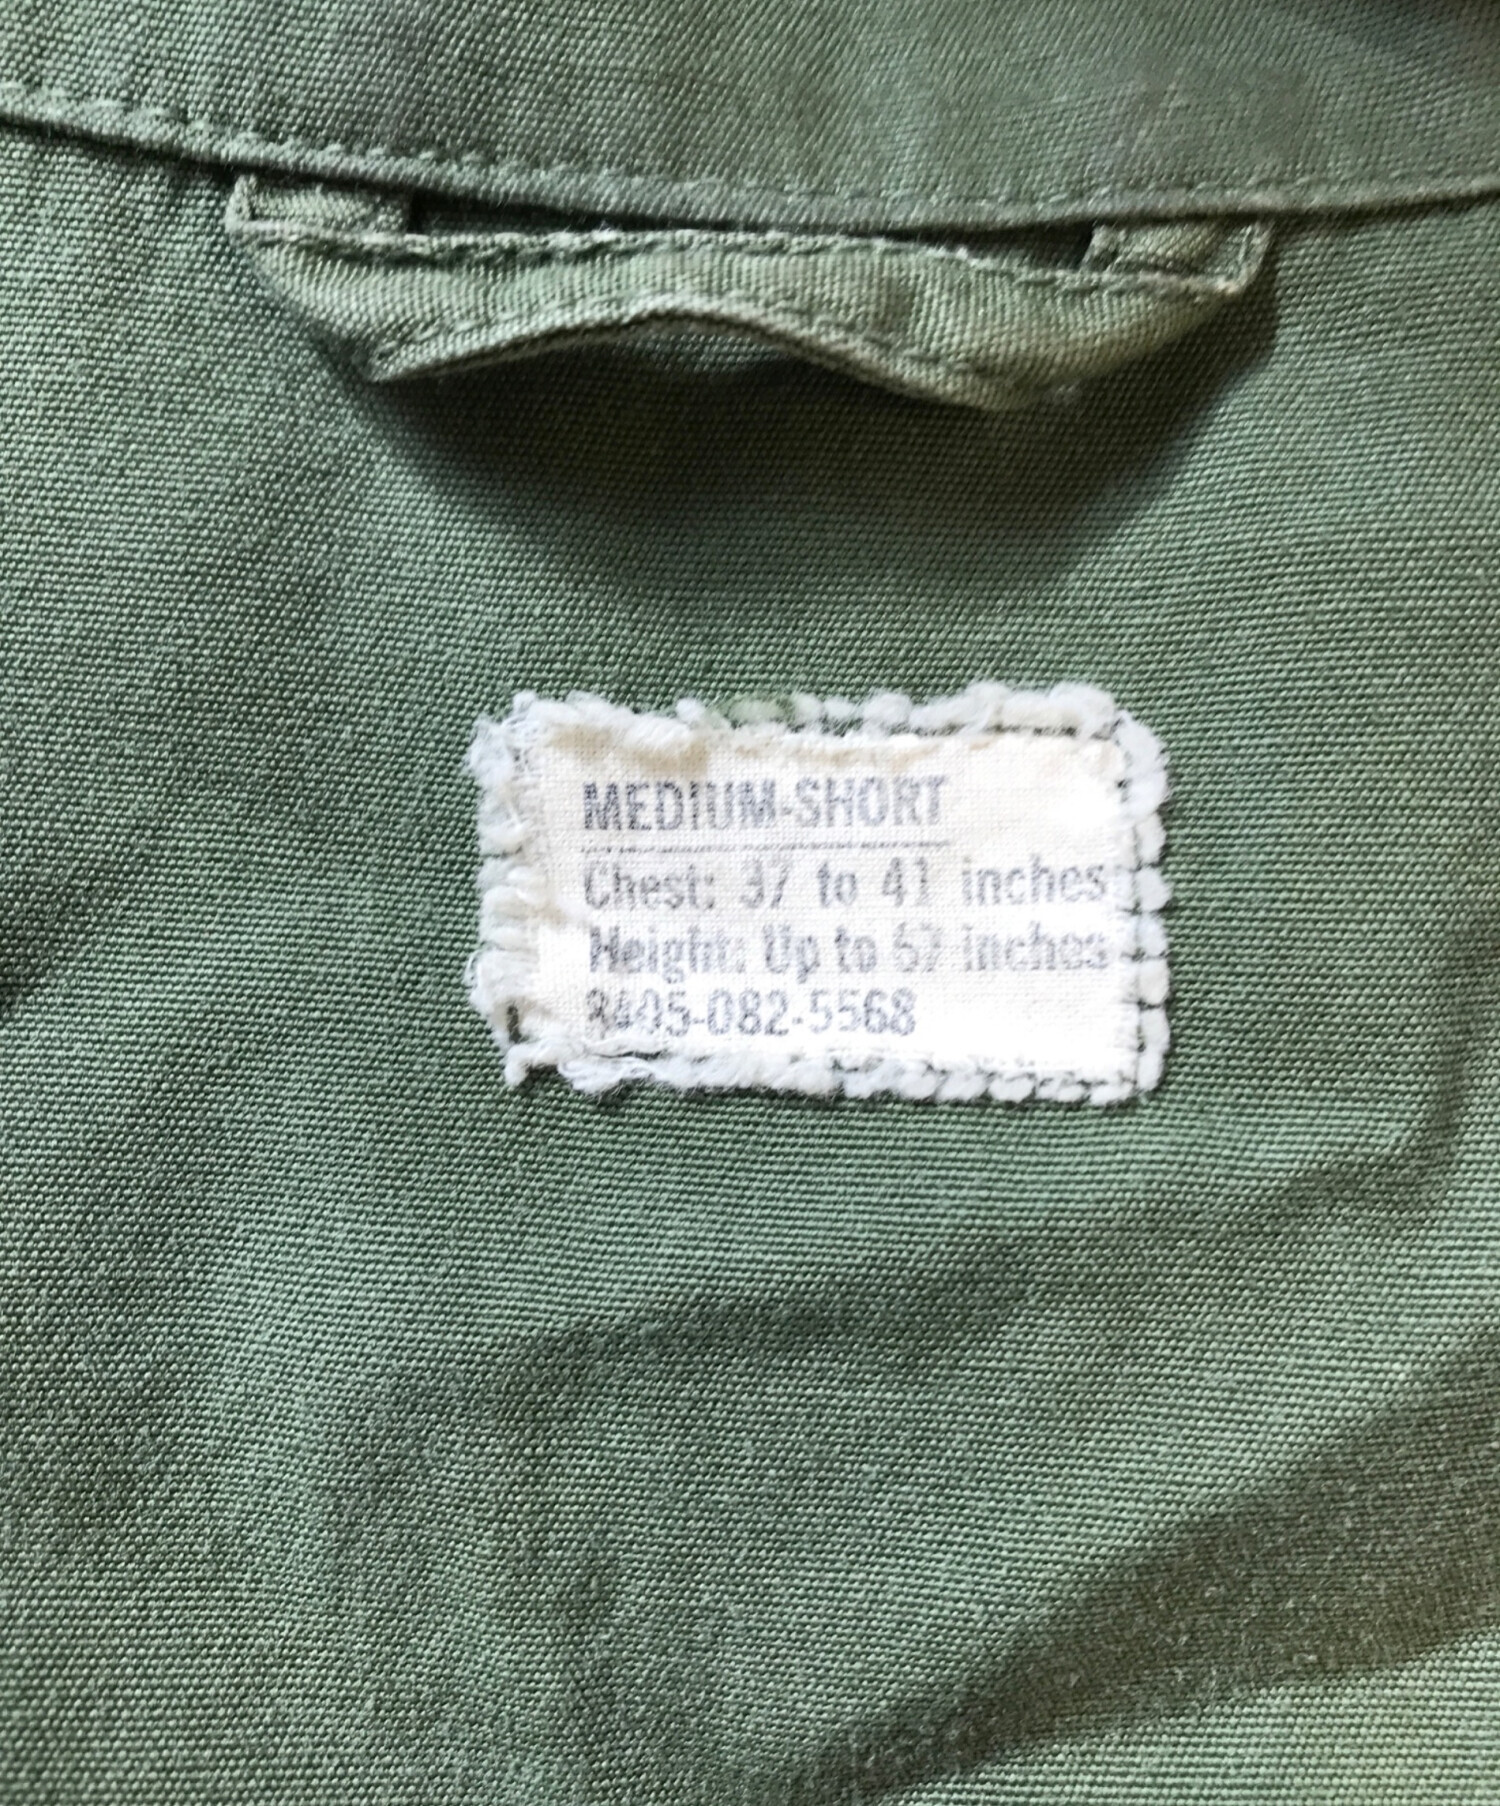 MEDIUM-SHORT
Chest: 37 to 41 inches
Height: Up to 67 inches
8405-082-5568